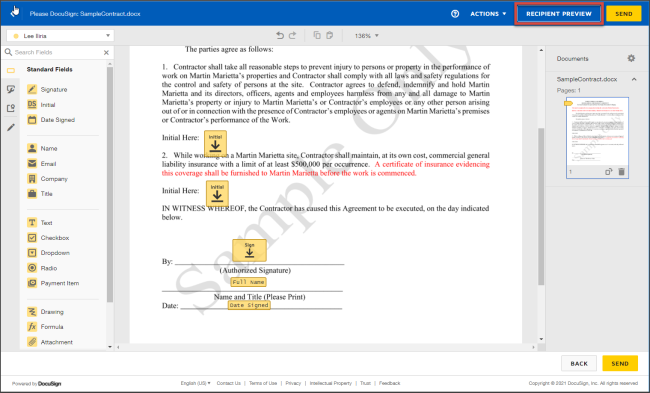 Please DocuSign: SampleContract.docx
ACTIONS
RECIPIENT PREVIEW
SEND
Lee Ilna
136%
Search Fields
Standard Fields
Signature
DS Initial
Date Signed
Name
Email
Company
Title
Text
Checkbox
Dropdown
Radio
Payment Item
Drawing
Formula
Attachment
The parties agree as follows:
1. Contractor shall take all reasonable steps to prevent injury to persons or property in the performance of
work on Martin Marietta's properties and Contractor shall comply with all laws and safety regulations for
the control and safety of persons at the site. Contractor agrees to defend, indemnify and hold Martin
Marietta and its directors, officers, agents and employees harmless from any and all damage to Martin
Marietta's property or injury to Martin Marietta's or Contractor's employees or any other person arising
out of or in connection with the presence of Contractor's employees or agents on Martin Marietta's premises
or Contractor's performance of the Work.
Initial Here: Initial
2. While working on a Martin Marietta site, Contractor shall maintain, at its own cost, commercial general
liability insurance with a limit of at least $500,000 per occurrence. A certificate of insurance evidencing
this coverage shall be furnished to Martin Marietta before the work is commenced.
Initial Here: Initial
IN WITNESS WHEREOF, the Contractor has caused this Agreement to be executed, on the day indicated
below.
Sign
By:
(Authorized Signature)
Full Name
Name and Title (Please Print)
Date: Date Signed
Sample Only
Documents
SampleContract.docx
Pages: 1
1
BACK
SEND
Powered by DocuSign
English (US)
Contact Us | Terms of Use | Privacy | Intellectual Property | Trust | Feedback
Copyright © 2021 DocuSign, Inc. All rights reserved